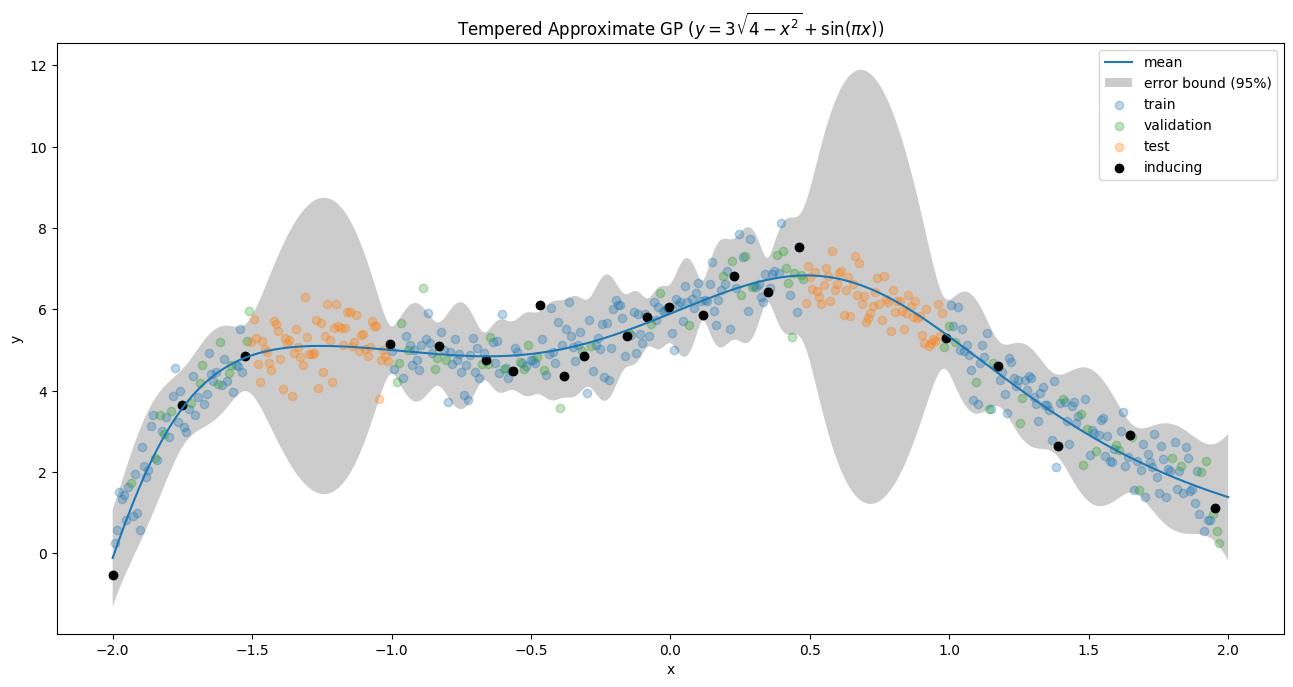 Tempered Approximate GP (y = 3√(4 − x²) + sin(πx))
mean
error bound (95%)
train
validation
test
inducing
12
10
8
6
4
2
0
y
−2.0 −1.5 −1.0 −0.5 0.0 0.5 1.0 1.5 2.0
x